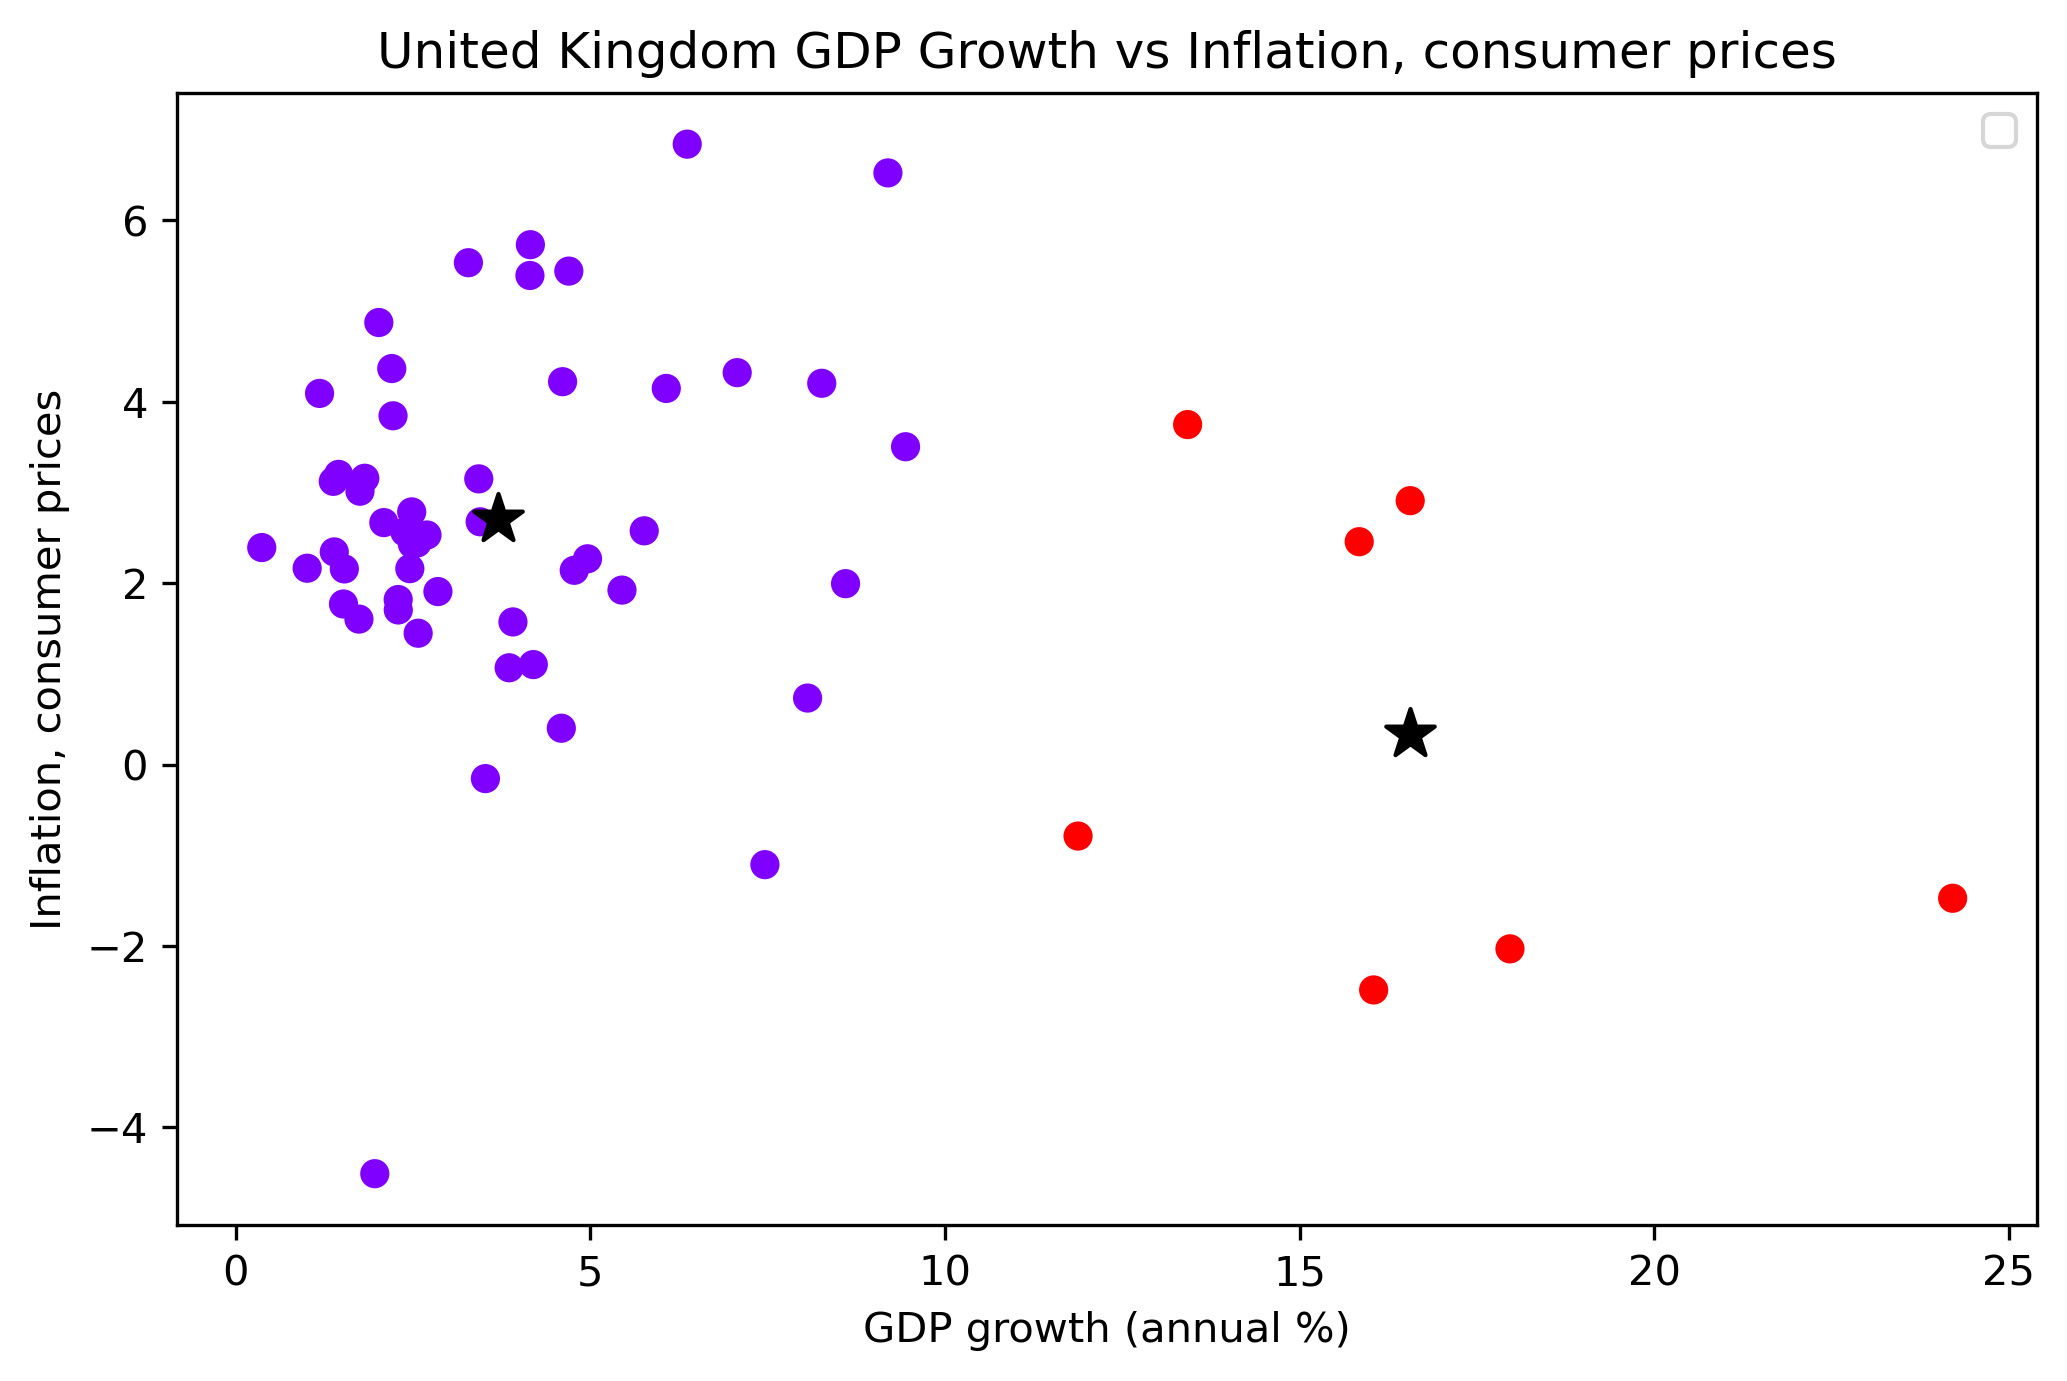 United Kingdom GDP Growth vs Inflation, consumer prices
Inflation, consumer prices
6
4
2
0
−2
−4
0 5 10 15 20 25
GDP growth (annual %)